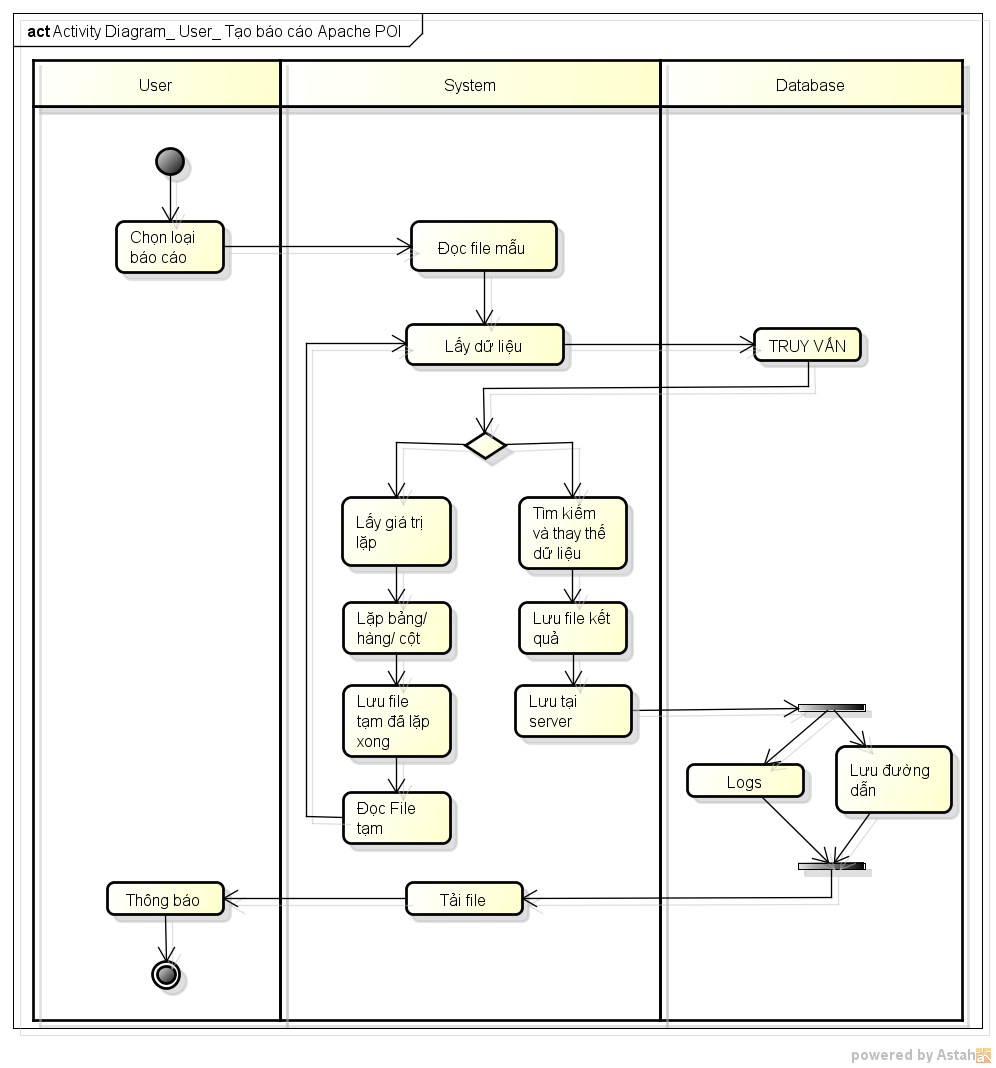 act Activity Diagram_ User_ Tạo báo cáo Apache POI
User
System
Database
Chọn loại
báo cáo
Đọc file mẫu
Lấy dữ liệu
TRUY VẤN
Lấy giá trị
lặp
Tìm kiếm
và thay thế
dữ liệu
Lặp bảng/
hàng/ cột
Lưu file kết
quả
Lưu file
tạm đã lặp
xong
Lưu tại
server
Logs
Lưu đường
dẫn
Đọc File
tạm
Thông báo
Tải file
powered by Astah